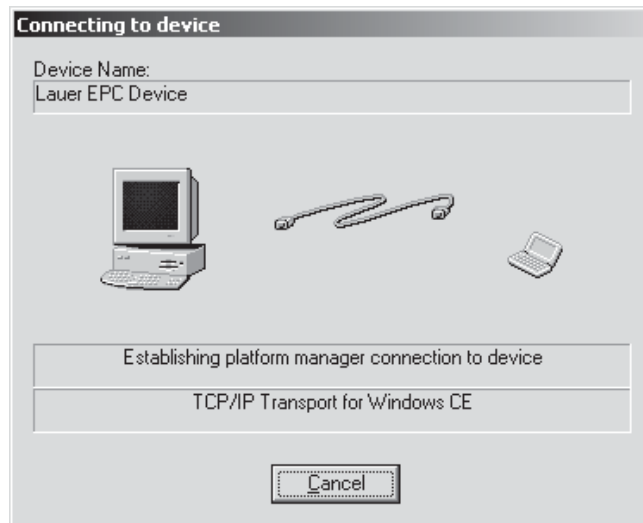 Connecting to device
Device Name:
Lauer EPC Device
Establishing platform manager connection to device
TCP/IP Transport for Windows CE
Cancel